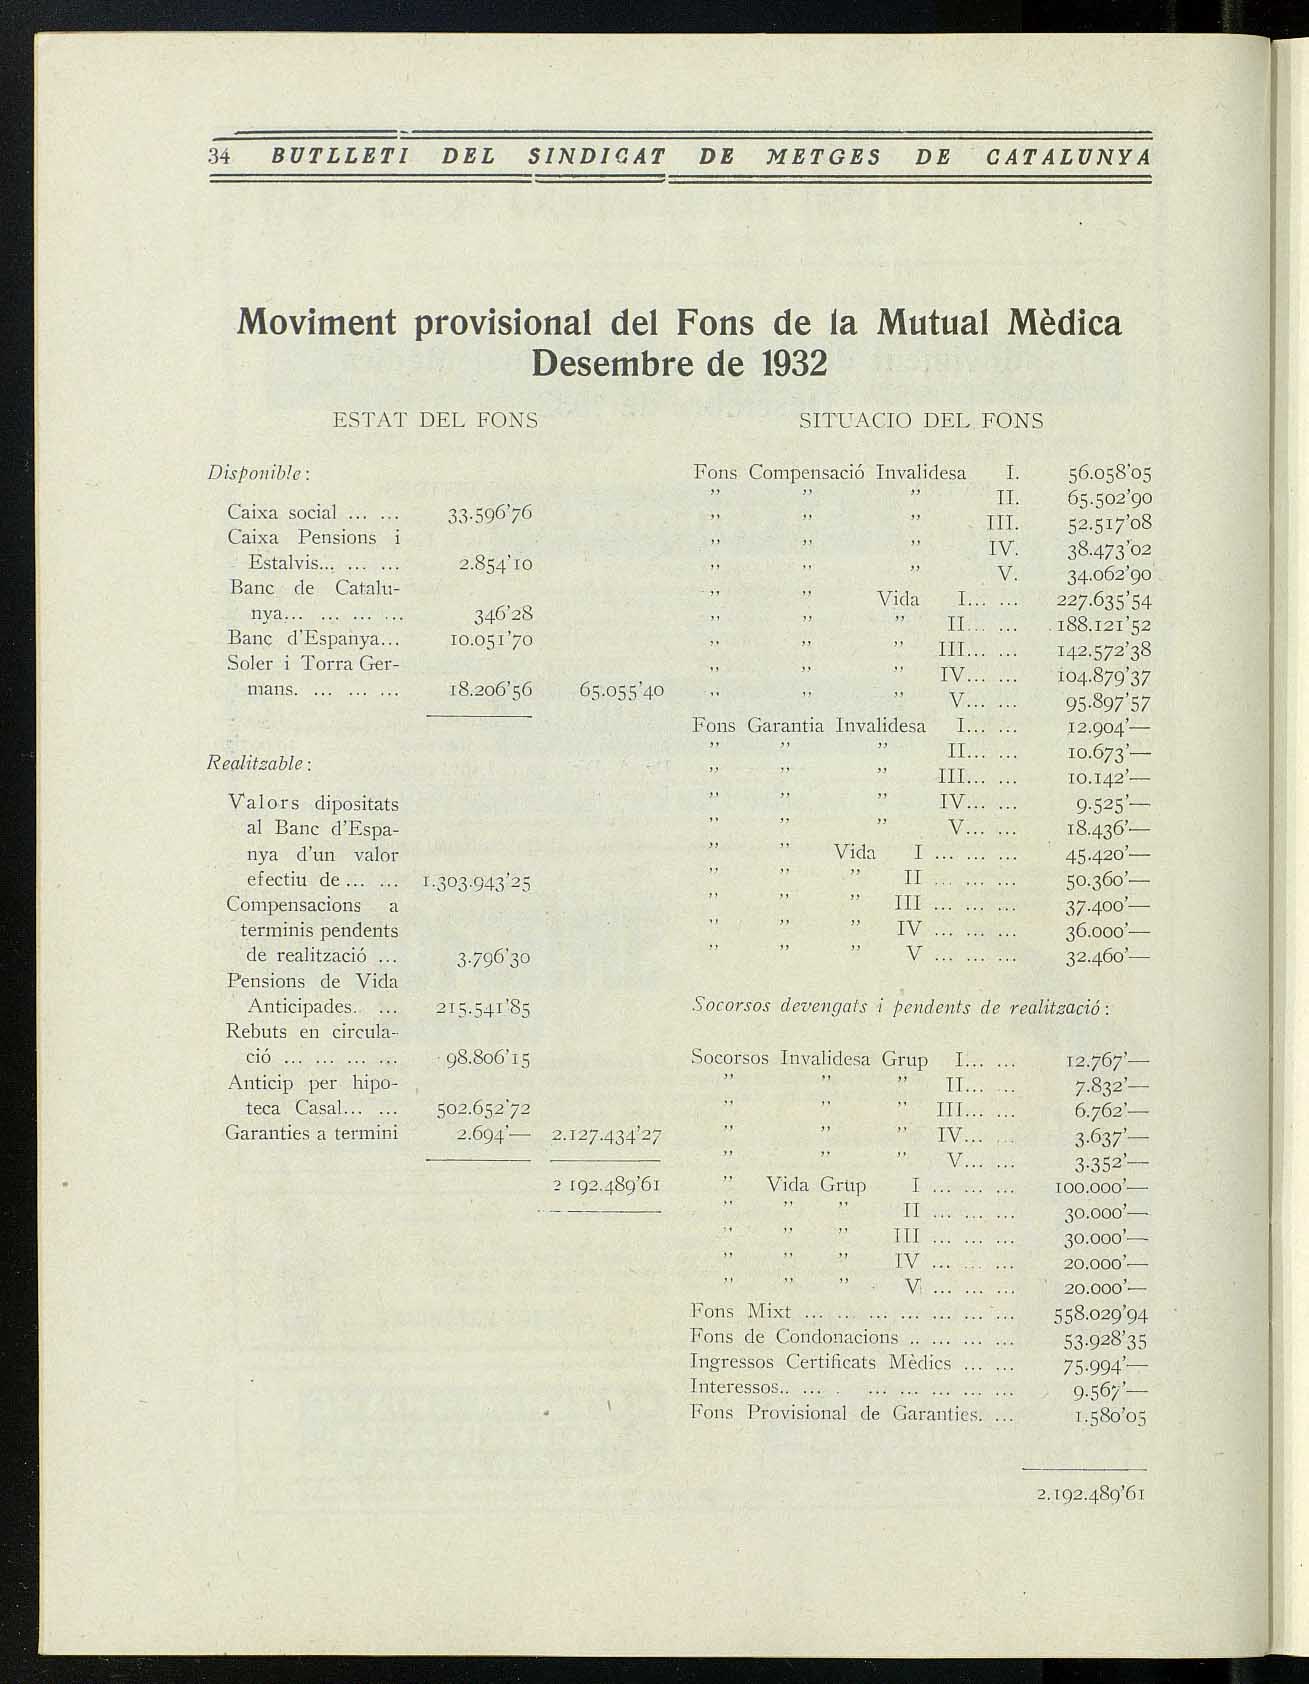 34 BUTLLETI DEL SINDICAT DE METGES DE CATALUNYA
Moviment provisional del Fons de la Mutual Mèdica
Desembre de 1932
ESTAT DEL FONS
Disponible:
Caixa social ... ... 33.596'76
Caixa Pensions i
Estalvis... ... ... 2.854'10
Banc de Catalu-
nya... ... ... ... 346'28
Banc d'Espanya... 10.051'70
Soler i Torra Ger-
mans. ... ... ... 18.206'56 65.055'40
Realitzable:
Valors dipositats
al Banc d'Espa-
nya d'un valor
efectiu de ... ... 1.303.943'25
Compensacions a
terminis pendents
de realització ... 3.796'30
Pensions de Vida
Anticipades. ... 215.541'85
Rebuts en circula-
ció ... ... ... ... 98.806'15
Anticip per hipo-
teca Casal... ... 502.652'72
Garanties a termini 2.694'— 2.127.434'27
2 192.489'61
SITUACIO DEL FONS
Fons Compensació Invalidesa I. 56.058'05
" " " II. 65.502'90
" " " III. 52.517'08
" " " IV. 38.473'02
" " " V. 34.062'90
" " Vida I... ... 227.635'54
" " " II... ... 188.121'52
" " " III... ... 142.572'38
" " " IV... ... 104.879'37
" " " V... ... 95.897'57
Fons Garantia Invalidesa I... ... 12.904'—
" " " II... ... 10.673'—
" " " III... ... 10.142'—
" " " IV... ... 9.525'—
" " " V... ... 18.436'—
" " Vida I ... ... ... 45.420'—
" " " II ... ... ... 50.360'—
" " " III ... ... ... 37.400'—
" " " IV ... ... ... 36.000'—
" " " V ... ... ... 32.460'—
Socorsos devengats i pendents de realització:
Socorsos Invalidesa Grup I... ... 12.767'—
" " " II... ... 7.832'—
" " " III... ... 6.762'—
" " " IV... ... 3.637'—
" " " V... ... 3.352'—
" Vida Grup I ... ... ... 100.000'—
" " " II ... ... ... 30.000'—
" " " III ... ... ... 30.000'—
" " " IV ... ... ... 20.000'—
" " " V ... ... ... 20.000'—
Fons Mixt ... ... ... ... ... ... ... 558.029'94
Fons de Condonacions .. ... ... ... 53.928'35
Ingressos Certificats Mèdics ... ... 75.994'—
Interessos.. ... . ... ... ... ... ... 9.567'—
Fons Provisional de Garanties. ... 1.580'05
2.192.489'61